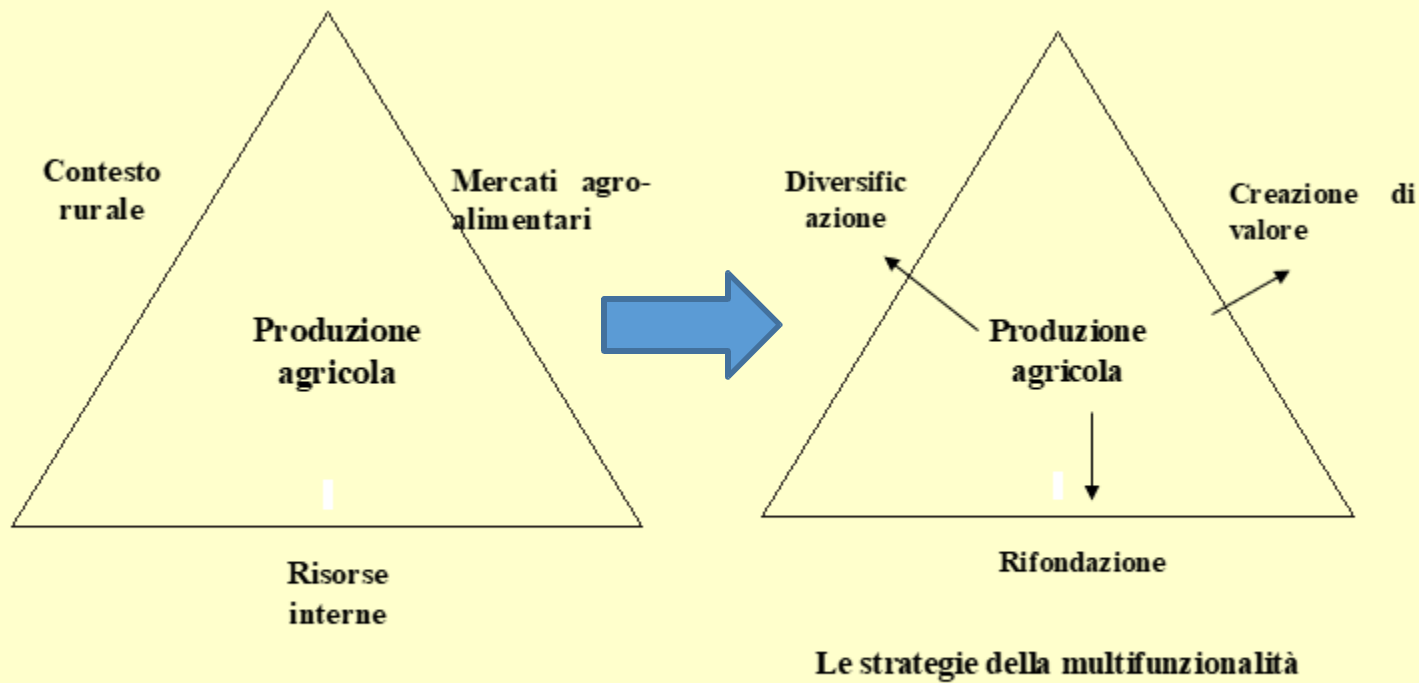 Contesto
rurale
Mercati agro-
alimentari
Produzione
agricola
Risorse
interne
Diversific
azione
Creazione di
valore
Produzione
agricola
Rifondazione
Le strategie della multifunzionalità